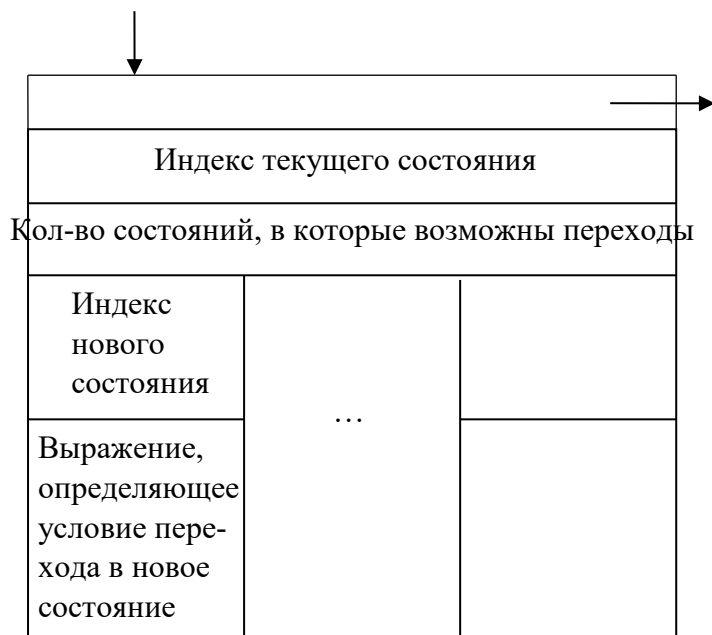 Индекс текущего состояния
Кол-во состояний, в которые возможны переходы
Индекс
нового
состояния
…
Выражение,
определяющее
условие пере-
хода в новое
состояние